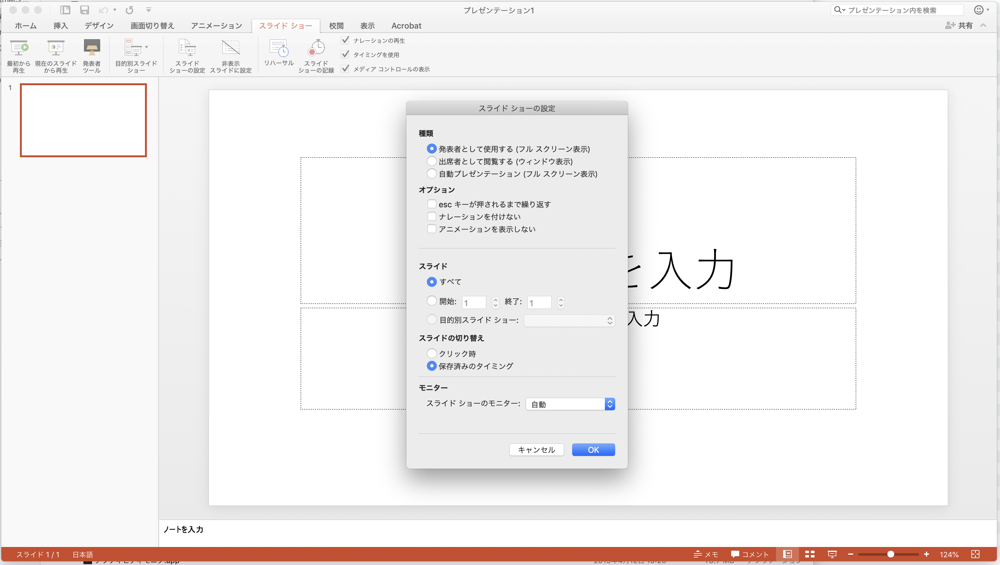 プレゼンテーション1
プレゼンテーション内を検索
ホーム 挿入 デザイン 画面切り替え アニメーション スライド ショー 校閲 表示 Acrobat
共有
最初から
再生
現在のスライド
から再生
発表者
ツール
目的別スライド
ショー
スライド
ショーの設定
非表示
スライドに設定
リハーサル
スライド
ショーの記録
ナレーションの再生
タイミングを使用
メディア コントロールの表示
1
スライド ショーの設定
種類
発表者として使用する (フル スクリーン表示)
出席者として閲覧する (ウィンドウ表示)
自動プレゼンテーション (フル スクリーン表示)
オプション
esc キーが押されるまで繰り返す
ナレーションを付けない
アニメーションを表示しない
スライド
すべて
開始: 1 終了: 1
目的別スライド ショー:
スライドの切り替え
クリック時
保存済みのタイミング
モニター
スライド ショーのモニター: 自動
キャンセル OK
を入力
入力
ノートを入力
スライド 1 / 1 日本語 メモ コメント 124%